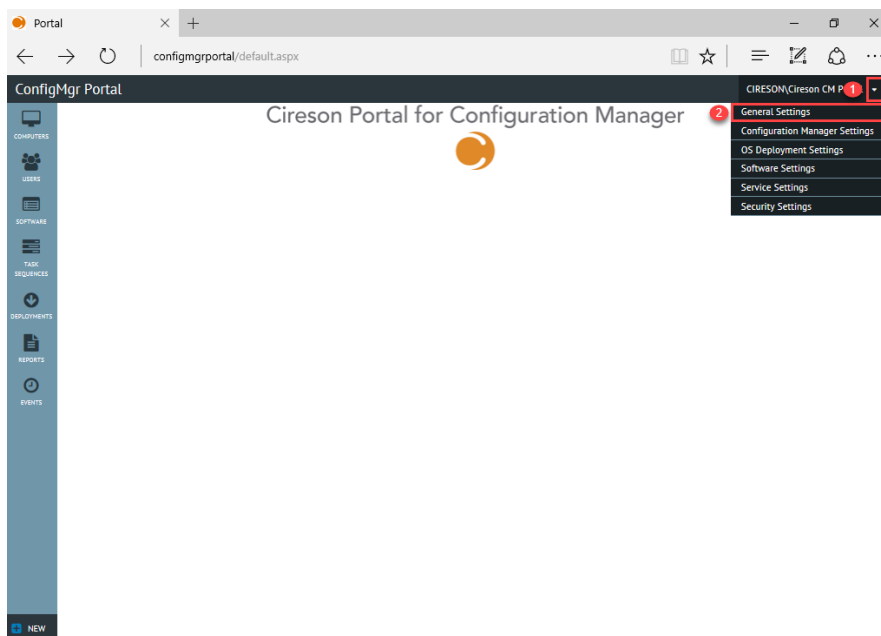 Portal
configmgrportal/default.aspx
ConfigMgr Portal
CIRESON\Cireson CM P
1
Cireson Portal for Configuration Manager
2
General Settings
Configuration Manager Settings
OS Deployment Settings
Software Settings
Service Settings
Security Settings
COMPUTERS
USERS
SOFTWARE
TASK
SEQUENCES
DEPLOYMENTS
REPORTS
EVENTS
NEW